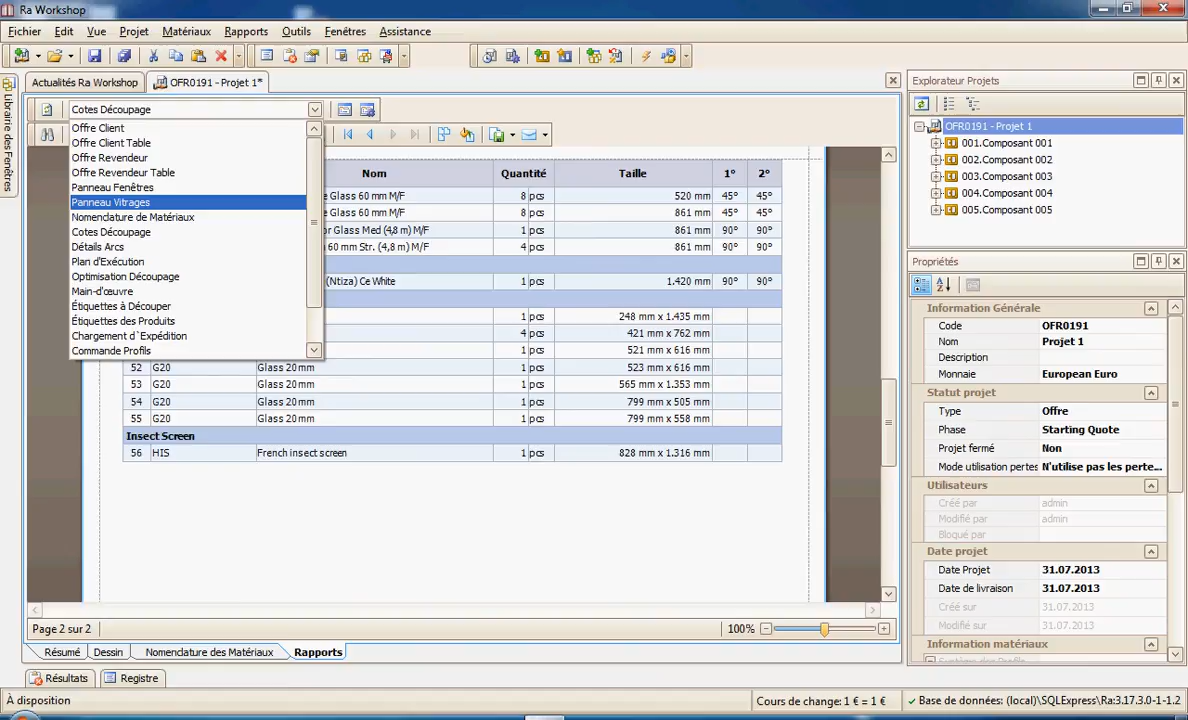 Ra Workshop
Fichier Edit Vue Projet Matériaux Rapports Outils Fenêtres Assistance
Actualités Ra Workshop OFR0191 - Projet 1*
Librairie des Fenêtres
Cotes Découpage
Offre Client
Offre Client Table
Offre Revendeur
Offre Revendeur Table
Panneau Fenêtres
Panneau Vitrages
Nomenclature de Matériaux
Cotes Découpage
Détails Arcs
Plan d'Exécution
Optimisation Découpage
Main-d'œuvre
Étiquettes à Découper
Étiquettes des Produits
Chargement d`Expédition
Commande Profils
Nom Quantité Taille 1° 2°
Glass 60 mm M/F 8 pcs 520 mm 45° 45°
Glass 60 mm M/F 8 pcs 861 mm 45° 45°
or Glass Med (4,8 m) M/F 1 pcs 861 mm 90° 90°
60 mm Str. (4,8 m) M/F 4 pcs 861 mm 90° 90°
(Ntiza) Ce White 1 pcs 1.420 mm 90° 90°
1 pcs 248 mm x 1.435 mm
4 pcs 421 mm x 762 mm
1 pcs 521 mm x 616 mm
52 G20 Glass 20mm 1 pcs 523 mm x 616 mm
53 G20 Glass 20mm 1 pcs 565 mm x 1.353 mm
54 G20 Glass 20mm 1 pcs 799 mm x 505 mm
55 G20 Glass 20mm 1 pcs 799 mm x 558 mm
Insect Screen
56 HIS French insect screen 1 pcs 828 mm x 1.316 mm
Page 2 sur 2 100%
Résumé Dessin Nomenclature des Matériaux Rapports
Résultats Registre
À disposition Cours de change: 1 € = 1 € Base de données: (local)\SQLExpress\Ra:3.17.3.0-1-1.2
Explorateur Projets
OFR0191 - Projet 1
001.Composant 001
002.Composant 002
003.Composant 003
004.Composant 004
005.Composant 005
Propriétés
Information Générale
Code OFR0191
Nom Projet 1
Description
Monnaie European Euro
Statut projet
Type Offre
Phase Starting Quote
Projet fermé Non
Mode utilisation pertes N'utilise pas les perte...
Utilisateurs
Créé par admin
Modifié par admin
Bloqué par
Date projet
Date Projet 31.07.2013
Date de livraison 31.07.2013
Créé sur 31.07.2013
Modifié sur 31.07.2013
Information matériaux